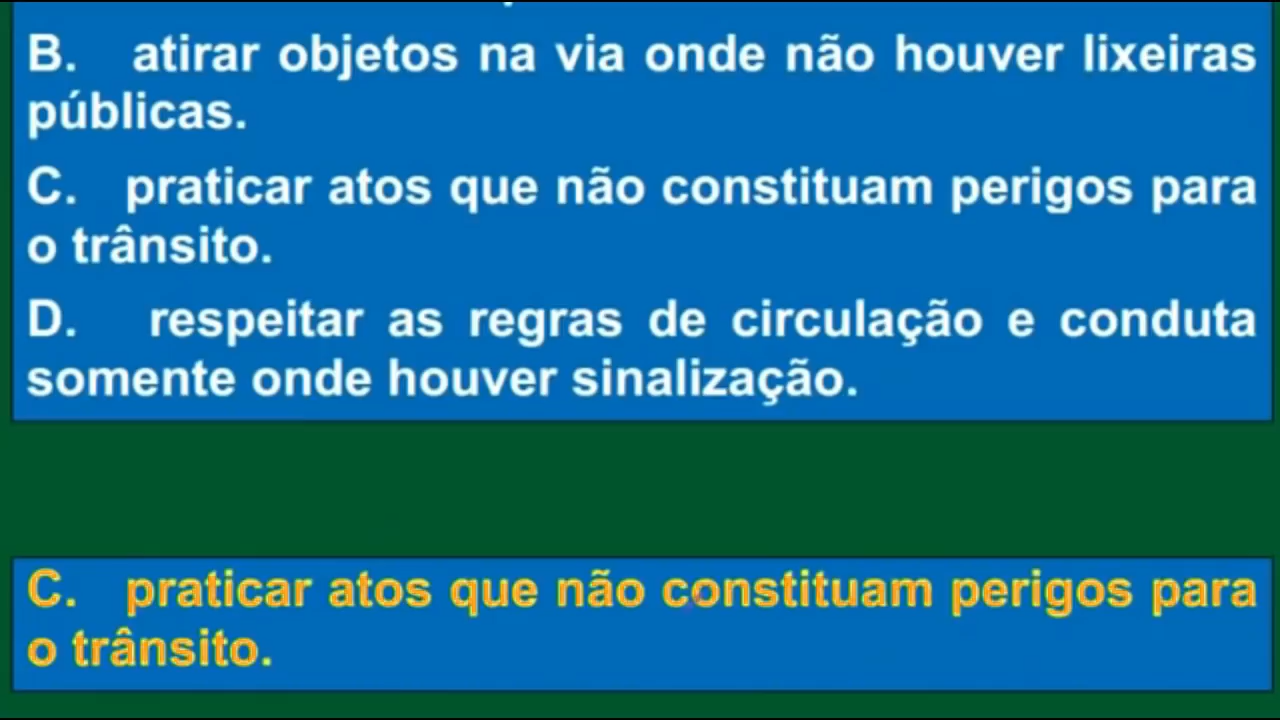 B. atirar objetos na via onde não houver lixeiras
públicas.
C. praticar atos que não constituam perigos para
o trânsito.
D. respeitar as regras de circulação e conduta
somente onde houver sinalização.
C. praticar atos que não constituam perigos para
o trânsito.